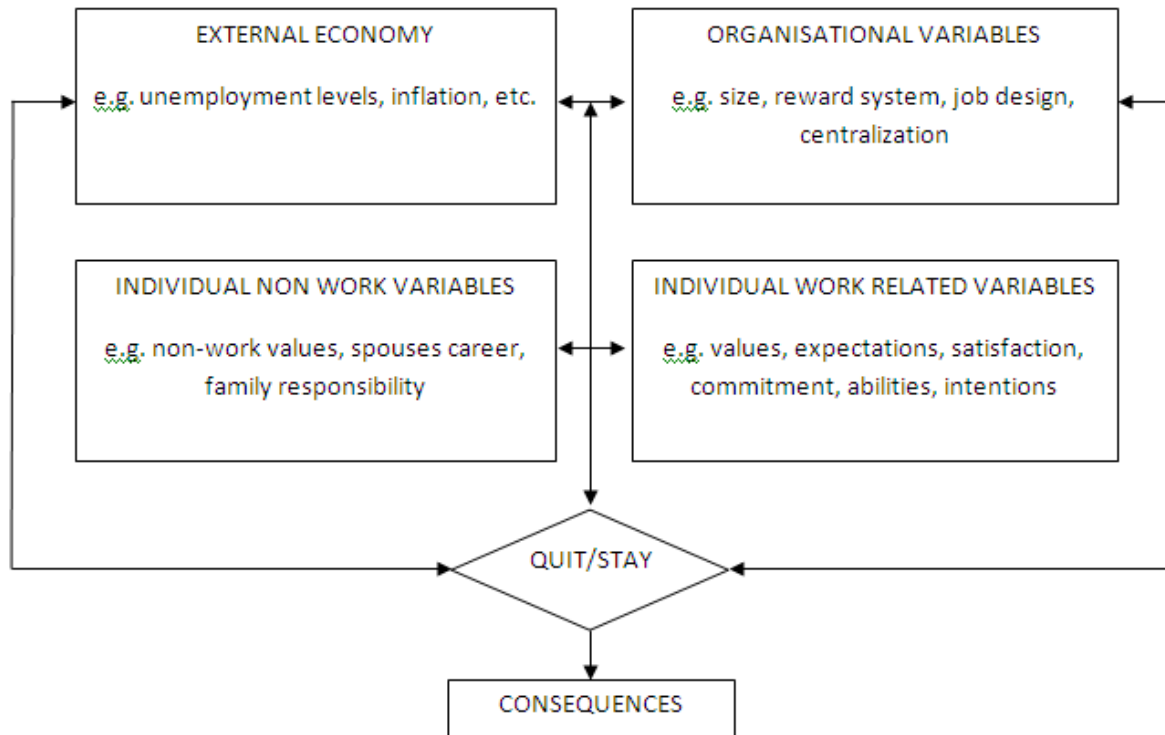 EXTERNAL ECONOMY
e.g. unemployment levels, inflation, etc.
ORGANISATIONAL VARIABLES
e.g. size, reward system, job design,
centralization
INDIVIDUAL NON WORK VARIABLES
e.g. non-work values, spouses career,
family responsibility
INDIVIDUAL WORK RELATED VARIABLES
e.g. values, expectations, satisfaction,
commitment, abilities, intentions
QUIT/STAY
CONSEQUENCES